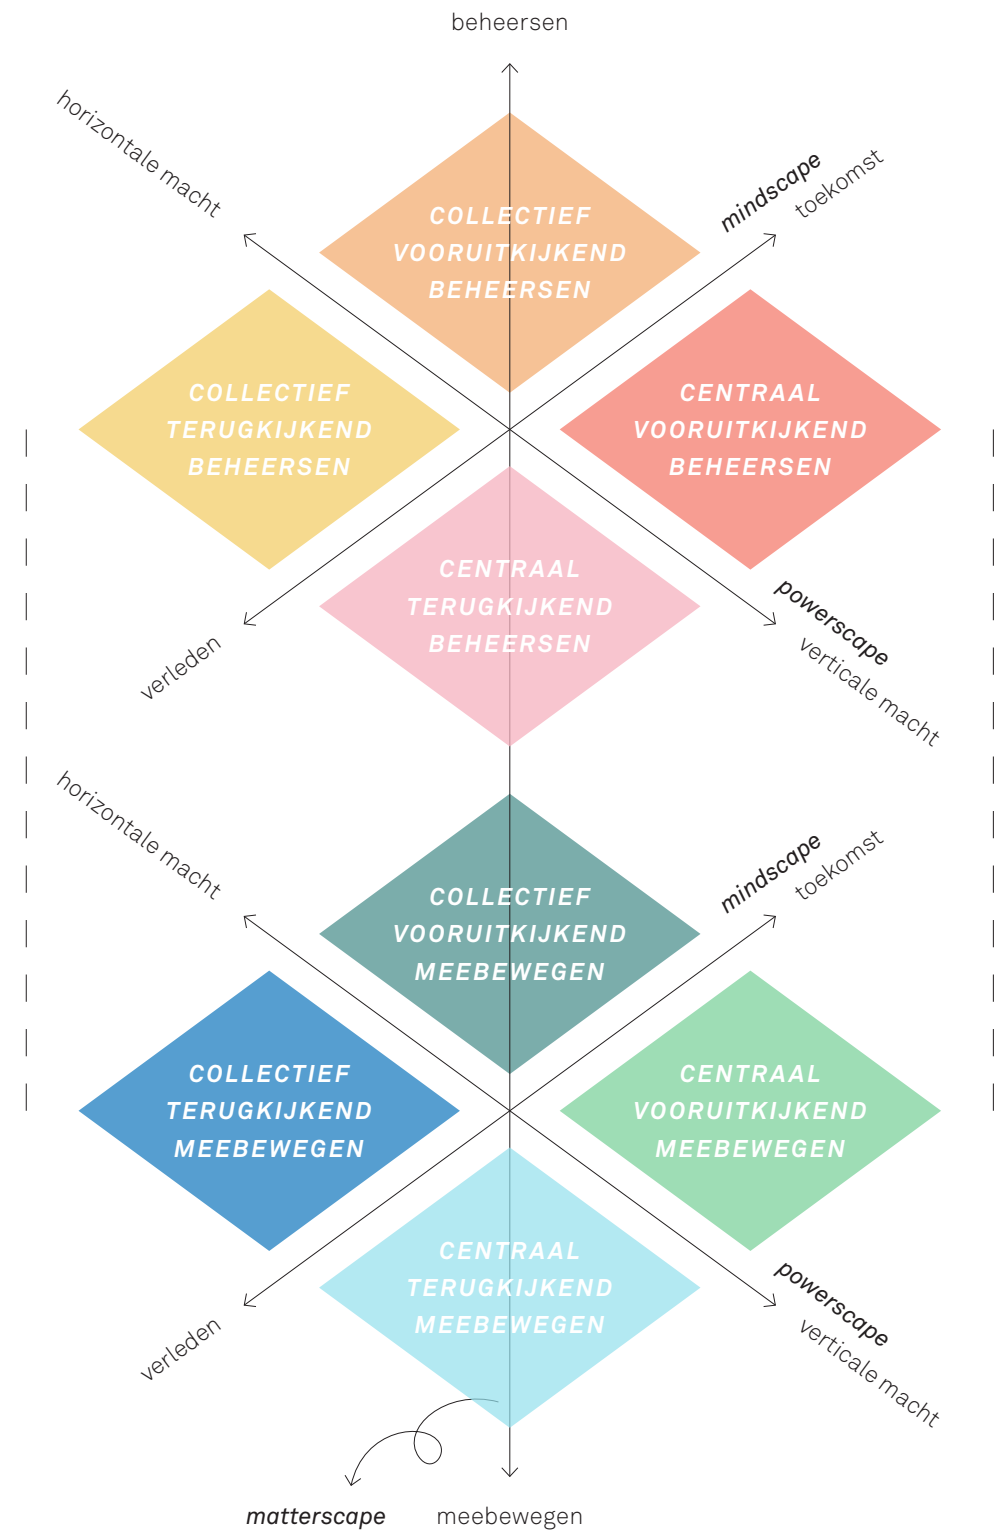 beheersen
horizontale macht
mindscape
toekomst
COLLECTIEF
VOORUITKIJKEND
BEHEERSEN
COLLECTIEF
TERUGKIJKEND
BEHEERSEN
CENTRAAL
VOORUITKIJKEND
BEHEERSEN
CENTRAAL
TERUGKIJKEND
BEHEERSEN
verleden
powerscape
verticale macht
horizontale macht
mindscape
toekomst
COLLECTIEF
VOORUITKIJKEND
MEEBEWEGEN
COLLECTIEF
TERUGKIJKEND
MEEBEWEGEN
CENTRAAL
VOORUITKIJKEND
MEEBEWEGEN
CENTRAAL
TERUGKIJKEND
MEEBEWEGEN
verleden
powerscape
verticale macht
matterscape
meebewegen